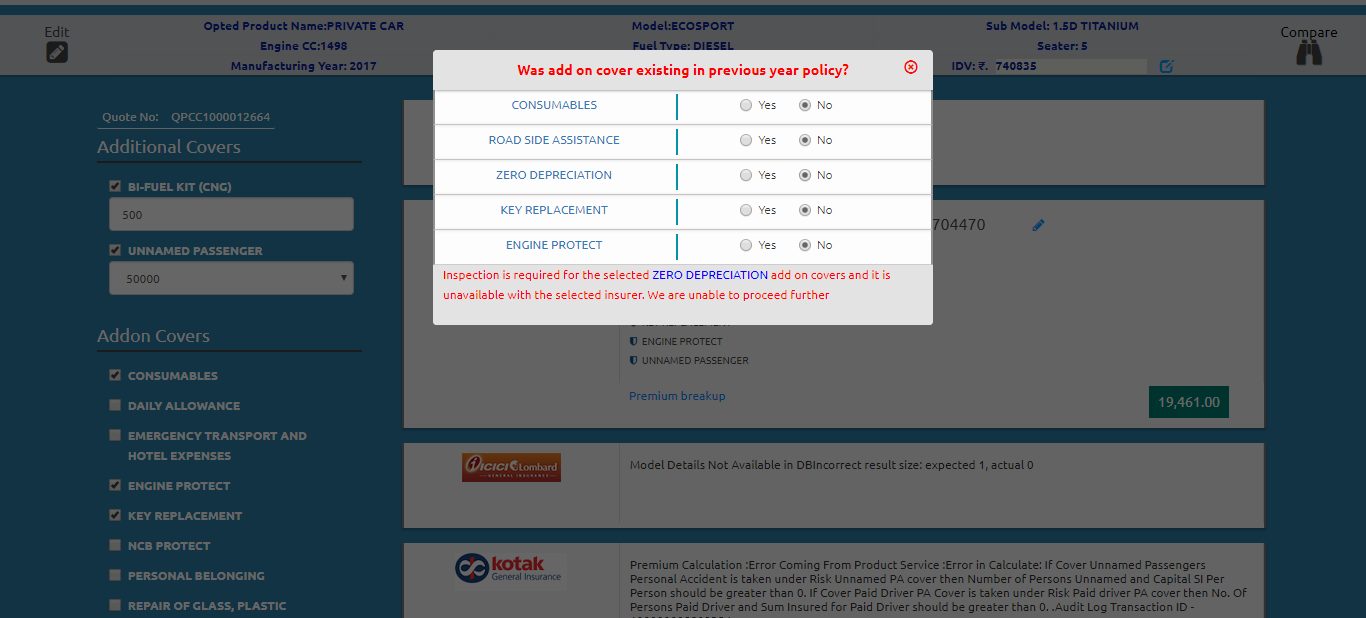 Edit
Opted Product Name:PRIVATE CAR
Engine CC:1498
Manufacturing Year: 2017
Model:ECOSPORT
Fuel Type: DIESEL
Sub Model: 1.5D TITANIUM
Seater: 5
IDV: ₹. 740835
Compare
Was add on cover existing in previous year policy?
CONSUMABLES Yes No
ROAD SIDE ASSISTANCE Yes No
ZERO DEPRECIATION Yes No
KEY REPLACEMENT Yes No
ENGINE PROTECT Yes No
Inspection is required for the selected ZERO DEPRECIATION add on covers and it is
unavailable with the selected insurer. We are unable to proceed further
Quote No: QPCC1000012664
Additional Covers
BI-FUEL KIT (CNG)
500
UNNAMED PASSENGER
50000
Addon Covers
CONSUMABLES
DAILY ALLOWANCE
EMERGENCY TRANSPORT AND
HOTEL EXPENSES
ENGINE PROTECT
KEY REPLACEMENT
NCB PROTECT
PERSONAL BELONGING
REPAIR OF GLASS, PLASTIC
704470
ENGINE PROTECT
UNNAMED PASSENGER
Premium breakup
19,461.00
ICICI Lombard
GENERAL INSURANCE
Model Details Not Available in DBIncorrect result size: expected 1, actual 0
kotak
General Insurance
Premium Calculation :Error Coming From Product Service :Error in Calculate: If Cover Unnamed Passengers
Personal Accident is taken under Risk Unnamed PA cover then Number of Persons Unnamed and Capital SI Per
Person should be greater than 0. If Cover Paid Driver PA Cover is taken under Risk Paid driver PA cover then No. Of
Persons Paid Driver and Sum Insured for Paid Driver should be greater than 0. .Audit Log Transaction ID -